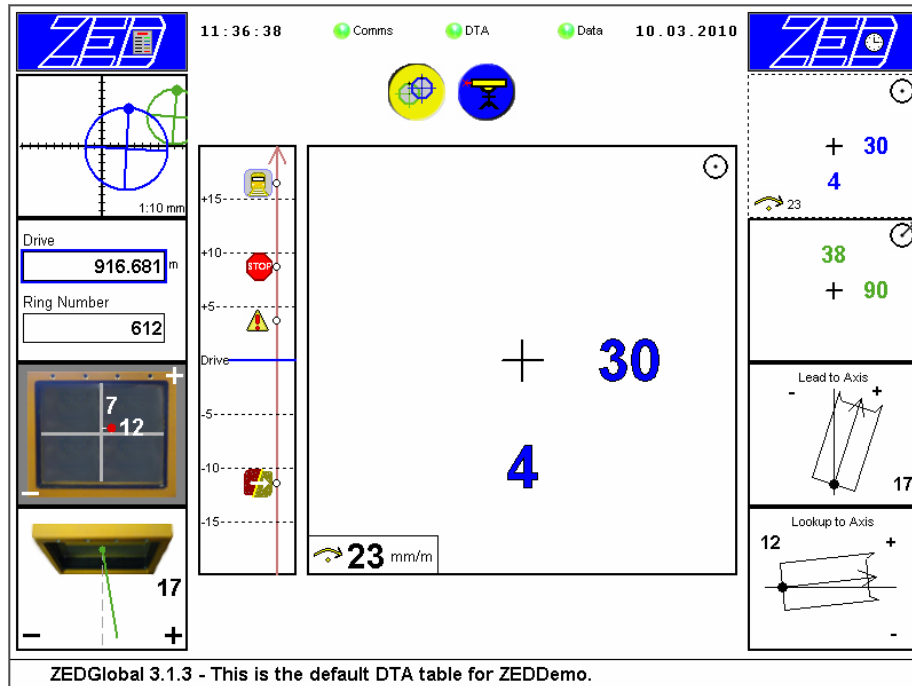 ZED
11:36:38
Comms
DTA
Data
10.03.2010
ZED
1:10 mm
Drive
916.681 m
Ring Number
612
+
7
12
–
17
– +
+15
+10
STOP
+5
Drive
-5
-10
-15
30
4
23 mm/m
30
4
23
38
90
Lead to Axis
- +
17
Lookup to Axis
12 +
-
ZEDGlobal 3.1.3 - This is the default DTA table for ZEDDemo.